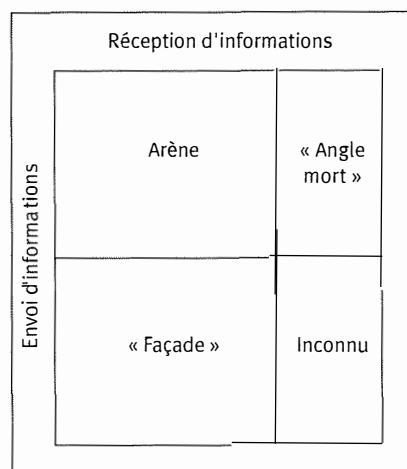 Réception d'informations
Envoi d'informations
Arène
« Angle
mort »
« Façade »
Inconnu